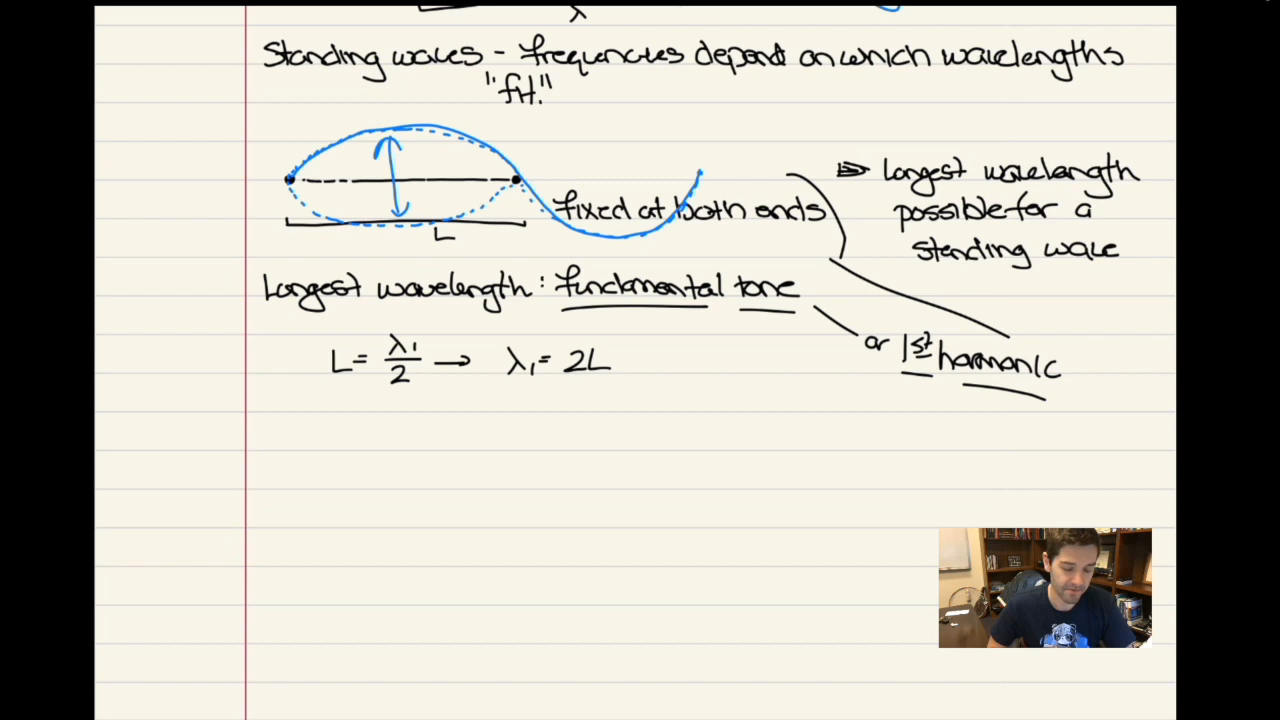 λ
Standing waves - frequencies depend on which wavelengths
"fit."
fixed at both ends
L
Longest wavelength
possible for a
standing wave
Longest wavelength: fundamental tone
or 1st harmonic
L = λ₁/2 → λ₁ = 2L